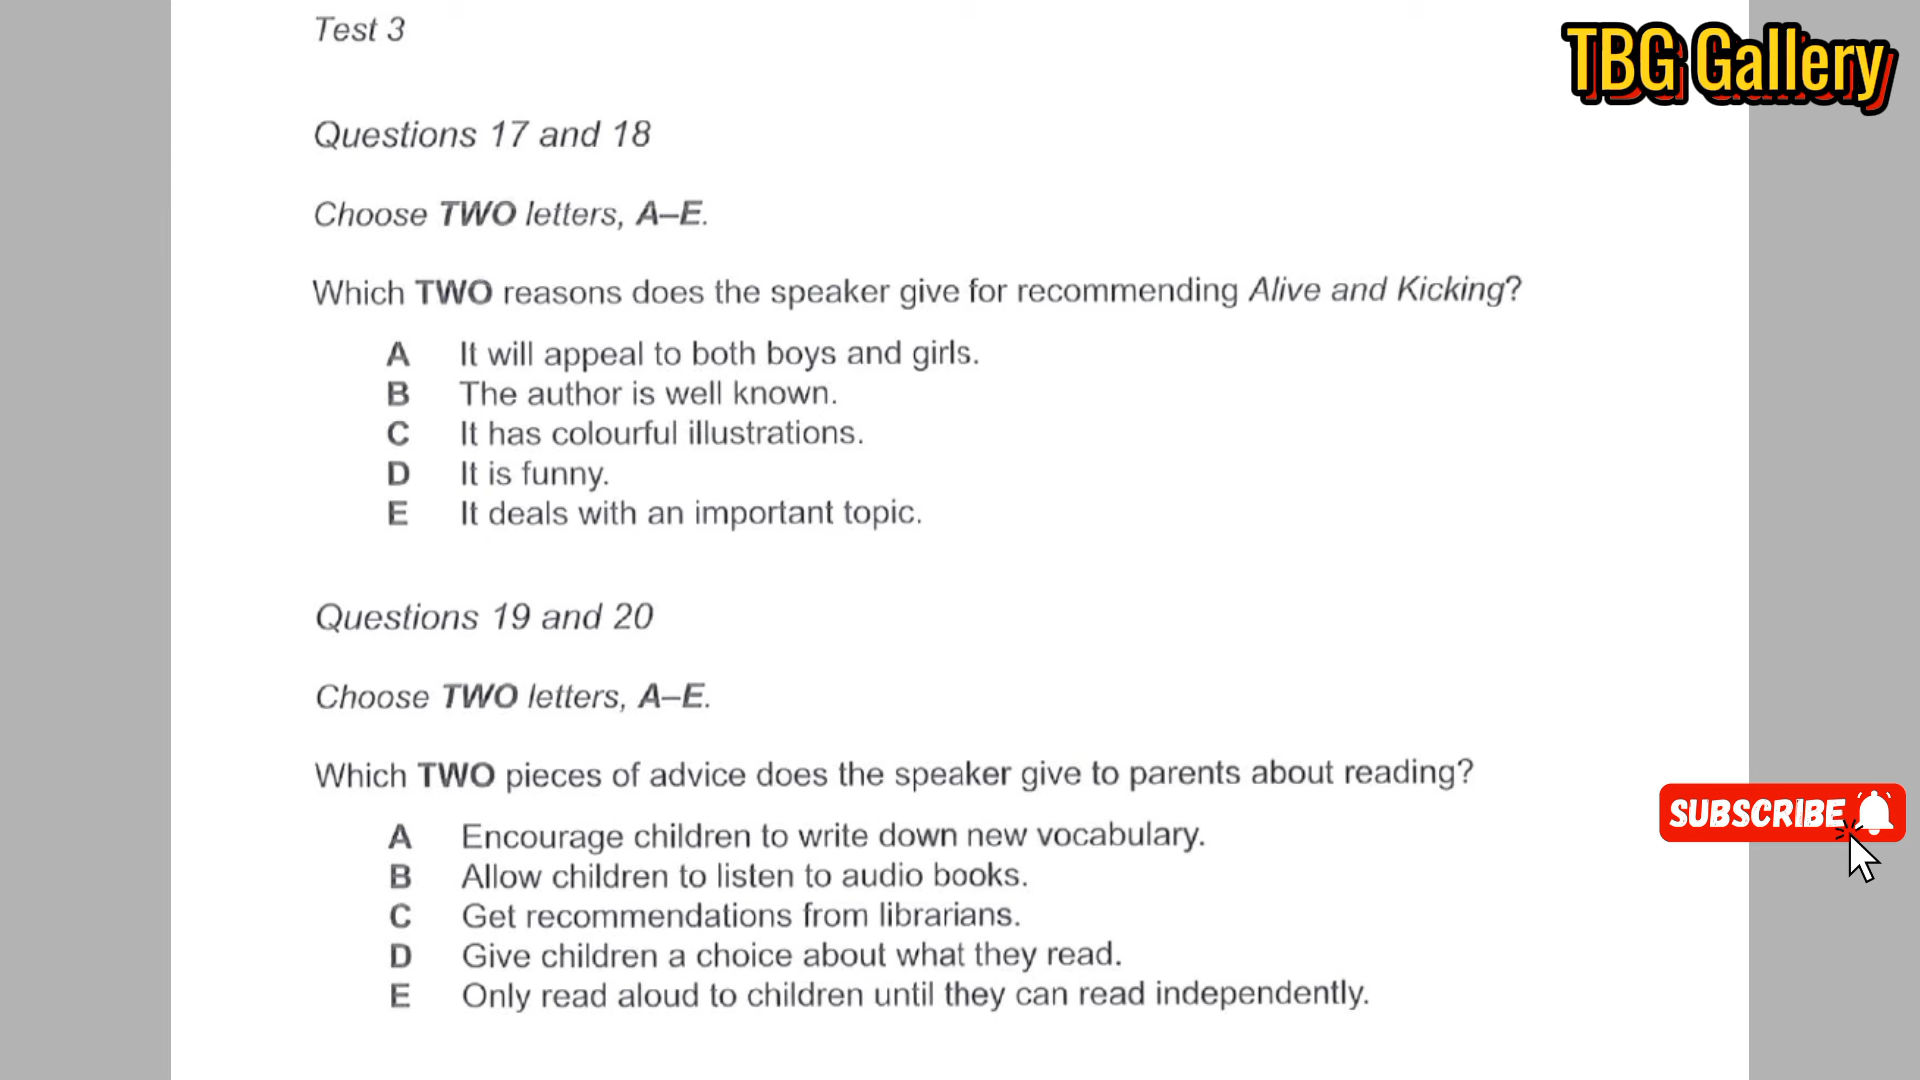 Test 3
TBG Gallery
Questions 17 and 18
Choose TWO letters, A–E.
Which TWO reasons does the speaker give for recommending Alive and Kicking?
A It will appeal to both boys and girls.
B The author is well known.
C It has colourful illustrations.
D It is funny.
E It deals with an important topic.
Questions 19 and 20
Choose TWO letters, A–E.
Which TWO pieces of advice does the speaker give to parents about reading?
SUBSCRIBE
A Encourage children to write down new vocabulary.
B Allow children to listen to audio books.
C Get recommendations from librarians.
D Give children a choice about what they read.
E Only read aloud to children until they can read independently.